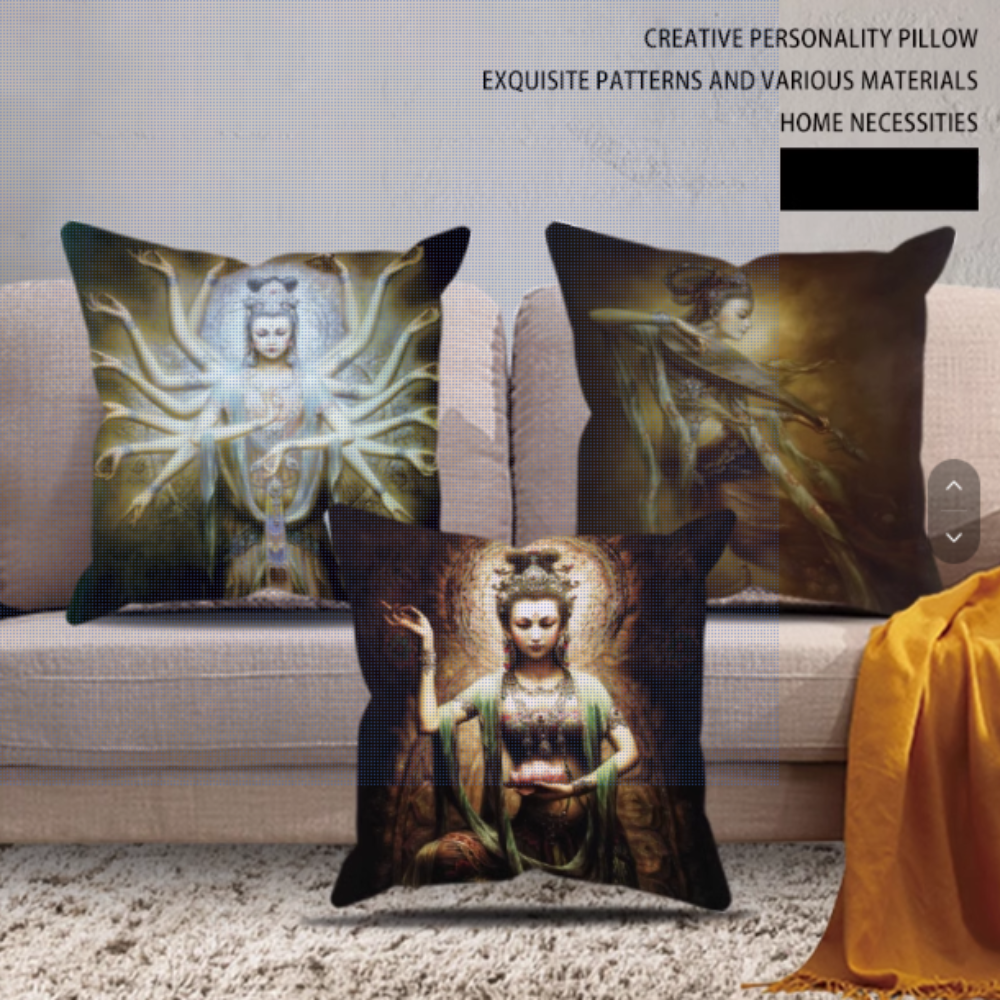 CREATIVE PERSONALITY PILLOW
EXQUISITE PATTERNS AND VARIOUS MATERIALS
HOME NECESSITIES